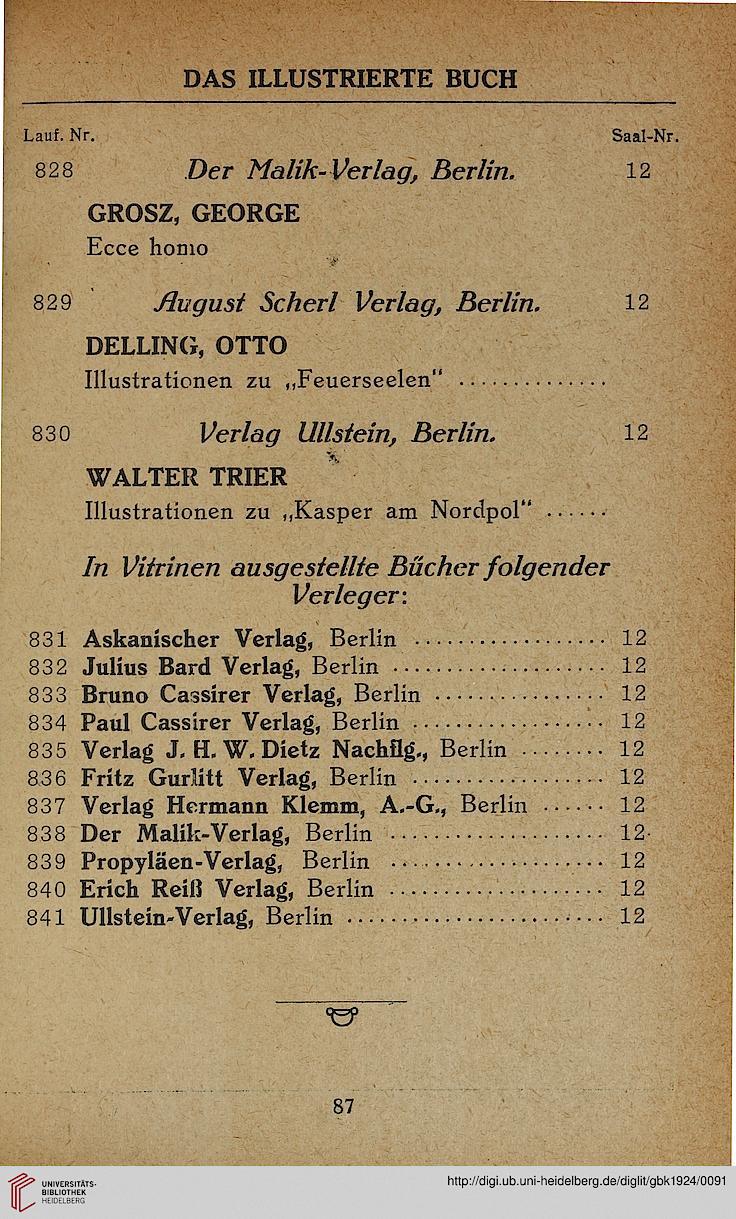 DAS ILLUSTRIERTE BUCH
Lauf. Nr. Saal-Nr.
828 Der Malik-Verlag, Berlin. 12
GROSZ, GEORGE
Ecce homo
829 August Scherl Verlag, Berlin. 12
DELLING, OTTO
Illustrationen zu „Feuerseelen" ..............
830 Verlag Ullstein, Berlin. 12
WALTER TRIER
Illustrationen zu „Kasper am Nordpol" ......
In Vitrinen ausgestellte Bücher folgender
Verleger:
831 Askanischer Verlag, Berlin .................. 12
832 Julius Bard Verlag, Berlin .................... 12
833 Bruno Cassirer Verlag, Berlin ................ 12
834 Paul Cassirer Verlag, Berlin .................. 12
835 Verlag J. H. W. Dietz Nachflg., Berlin ........ 12
836 Fritz Gurlitt Verlag, Berlin .................. 12
837 Verlag Hermann Klemm, A.-G., Berlin ...... 12
838 Der Malik-Verlag, Berlin .................... 12
839 Propyläen-Verlag, Berlin .................... 12
840 Erich Reiß Verlag, Berlin .................... 12
841 Ullstein-Verlag, Berlin ........................ 12
87
UNIVERSITÄTS-
BIBLIOTHEK
HEIDELBERG
http://digi.ub.uni-heidelberg.de/diglit/gbk1924/0091